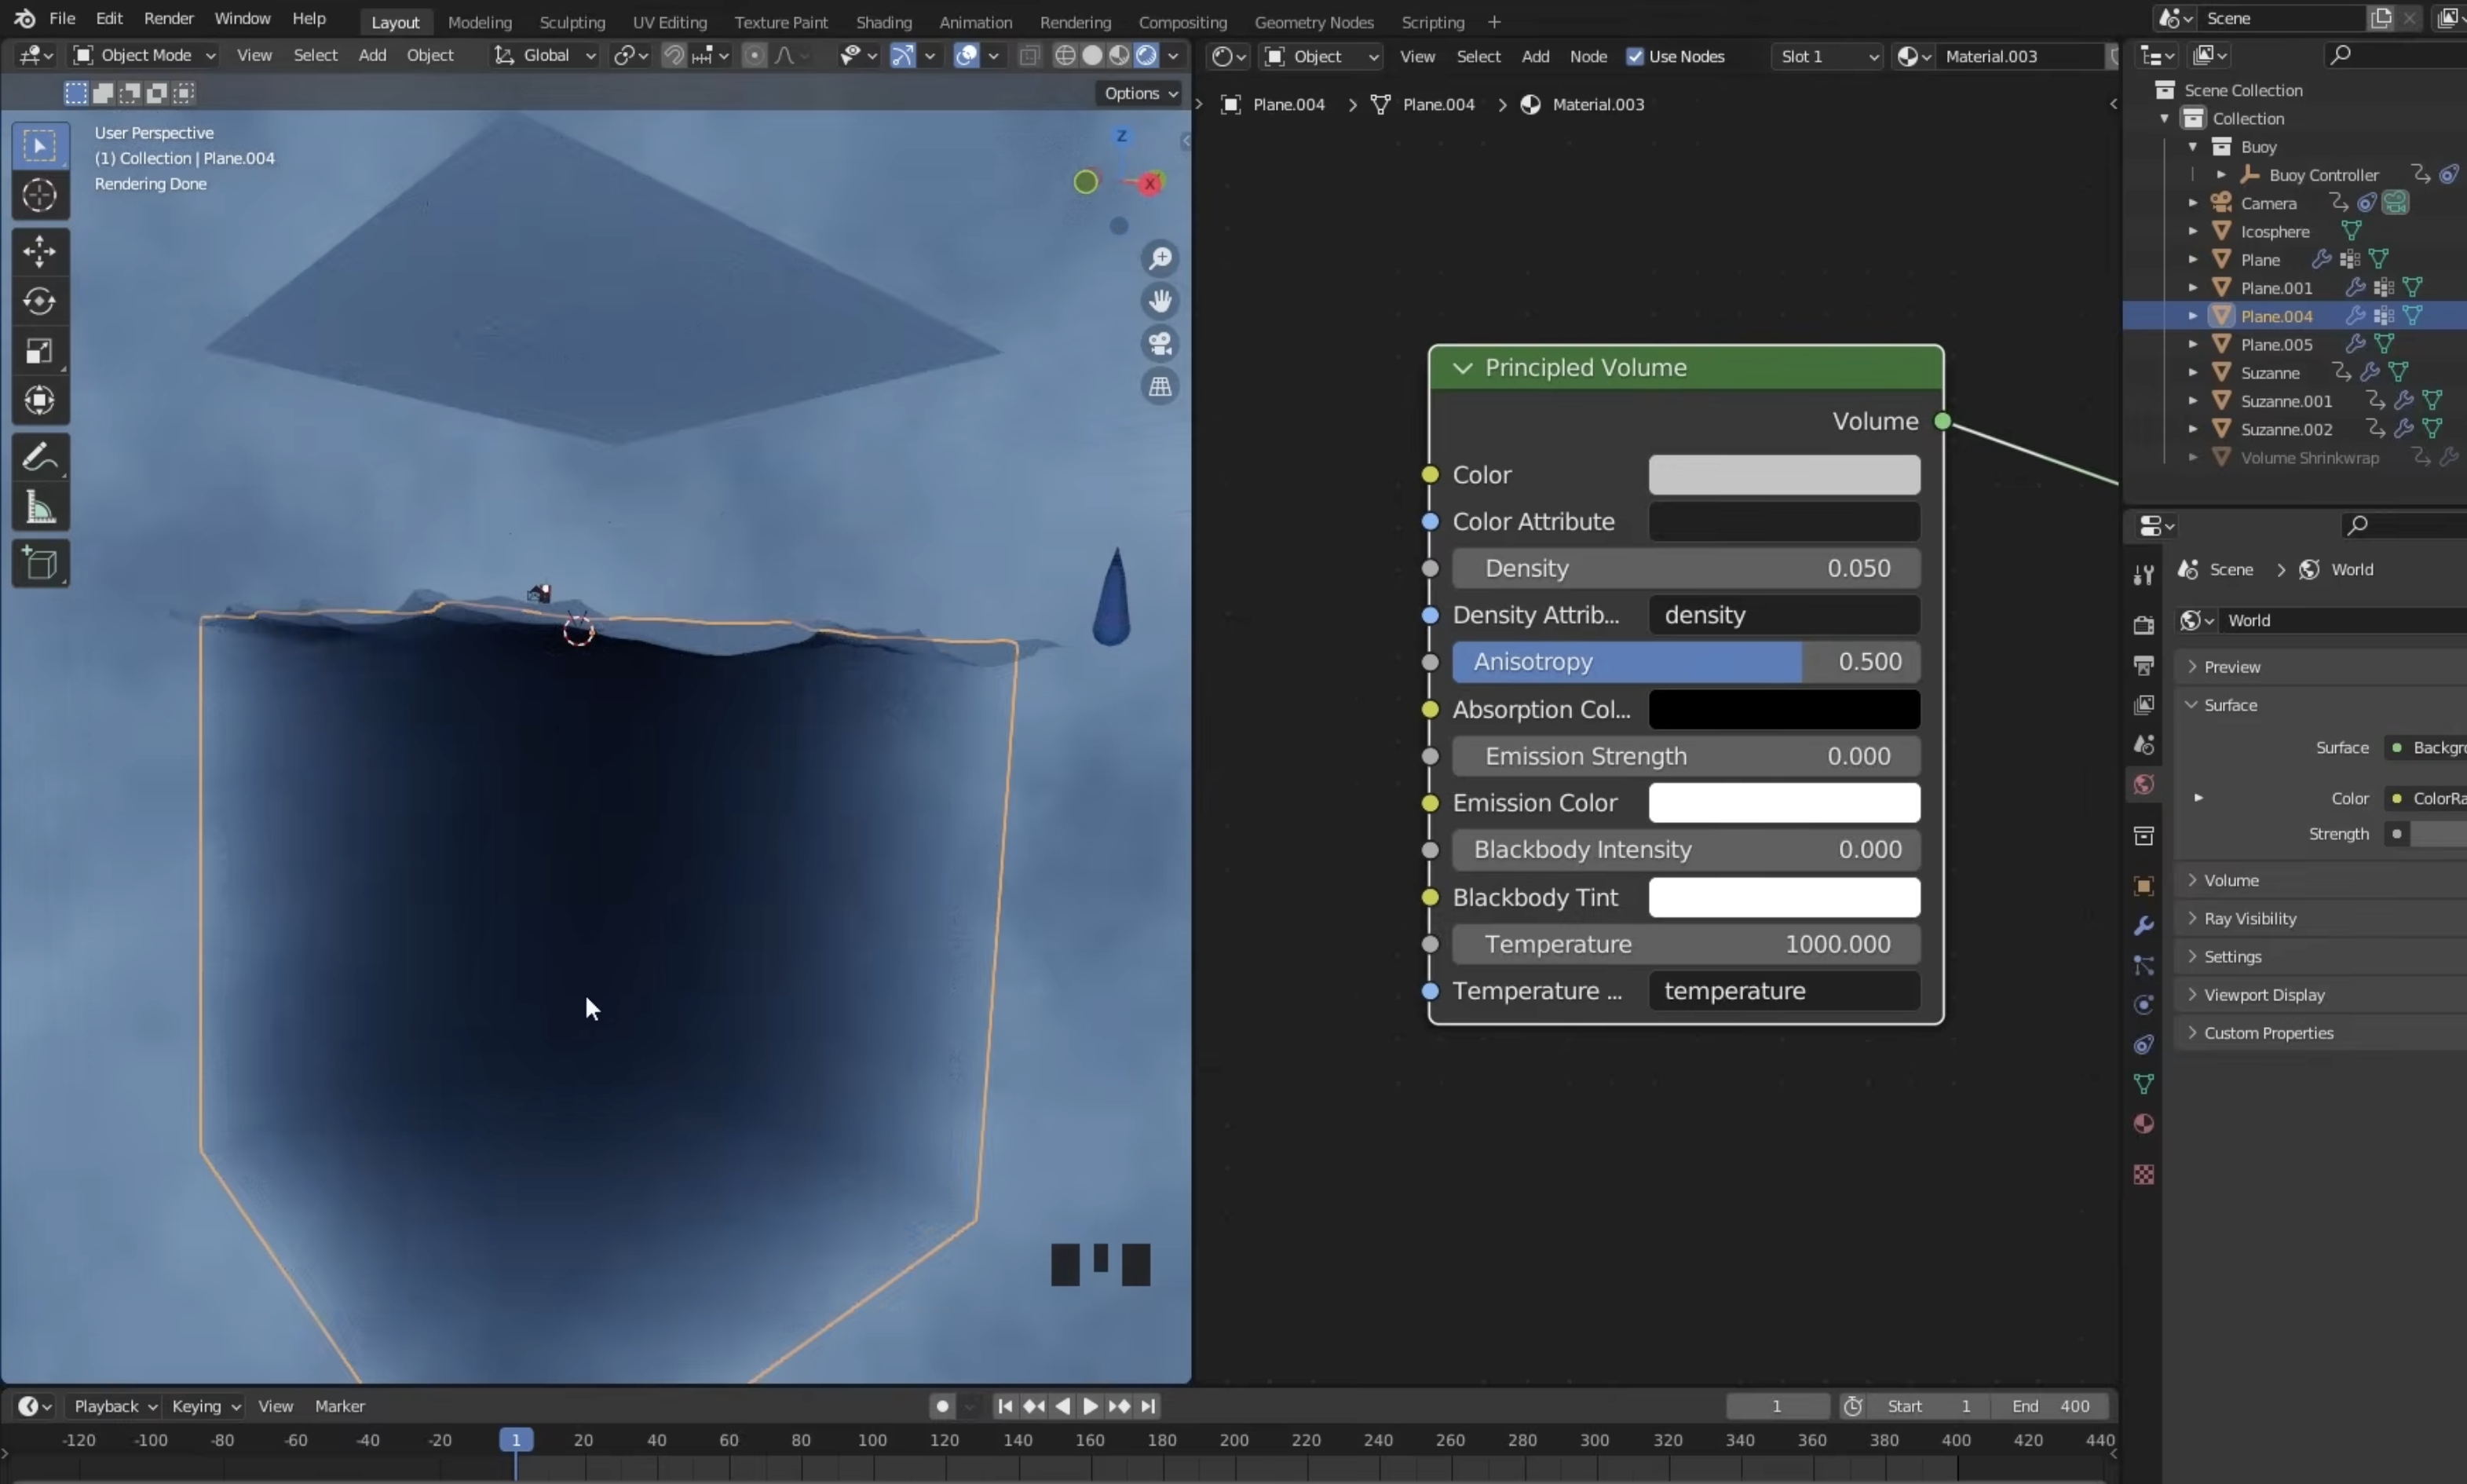 File Edit Render Window Help Layout Modeling Sculpting UV Editing Texture Paint Shading Animation Rendering Compositing Geometry Nodes Scripting + Scene
Object Mode View Select Add Object Global
Object View Select Add Node Use Nodes Slot 1 Material.003
Options
Plane.004 > Plane.004 > Material.003
User Perspective
(1) Collection | Plane.004
Rendering Done
Z
X
Principled Volume
Volume
Color
Color Attribute
Density 0.050
Density Attrib... density
Anisotropy 0.500
Absorption Col...
Emission Strength 0.000
Emission Color
Blackbody Intensity 0.000
Blackbody Tint
Temperature 1000.000
Temperature ... temperature
Scene Collection
Collection
Buoy
Buoy Controller
Camera
Icosphere
Plane
Plane.001
Plane.004
Plane.005
Suzanne
Suzanne.001
Suzanne.002
Volume Shrinkwrap
Scene > World
World
Preview
Surface
Surface Backgr
Color ColorRa
Strength
Volume
Ray Visibility
Settings
Viewport Display
Custom Properties
Playback Keying View Marker 1 Start 1 End 400
-120 -100 -80 -60 -40 -20 1 20 40 60 80 100 120 140 160 180 200 220 240 260 280 300 320 340 360 380 400 420 440